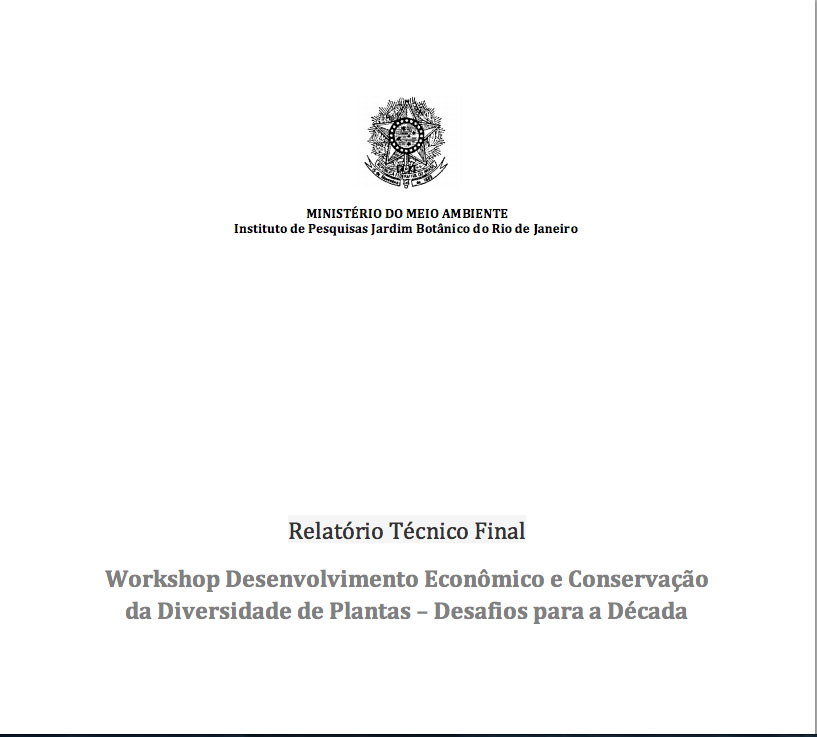 MINISTÉRIO DO MEIO AMBIENTE
Instituto de Pesquisas Jardim Botânico do Rio de Janeiro
Relatório Técnico Final
Workshop Desenvolvimento Econômico e Conservação
da Diversidade de Plantas – Desafios para a Década